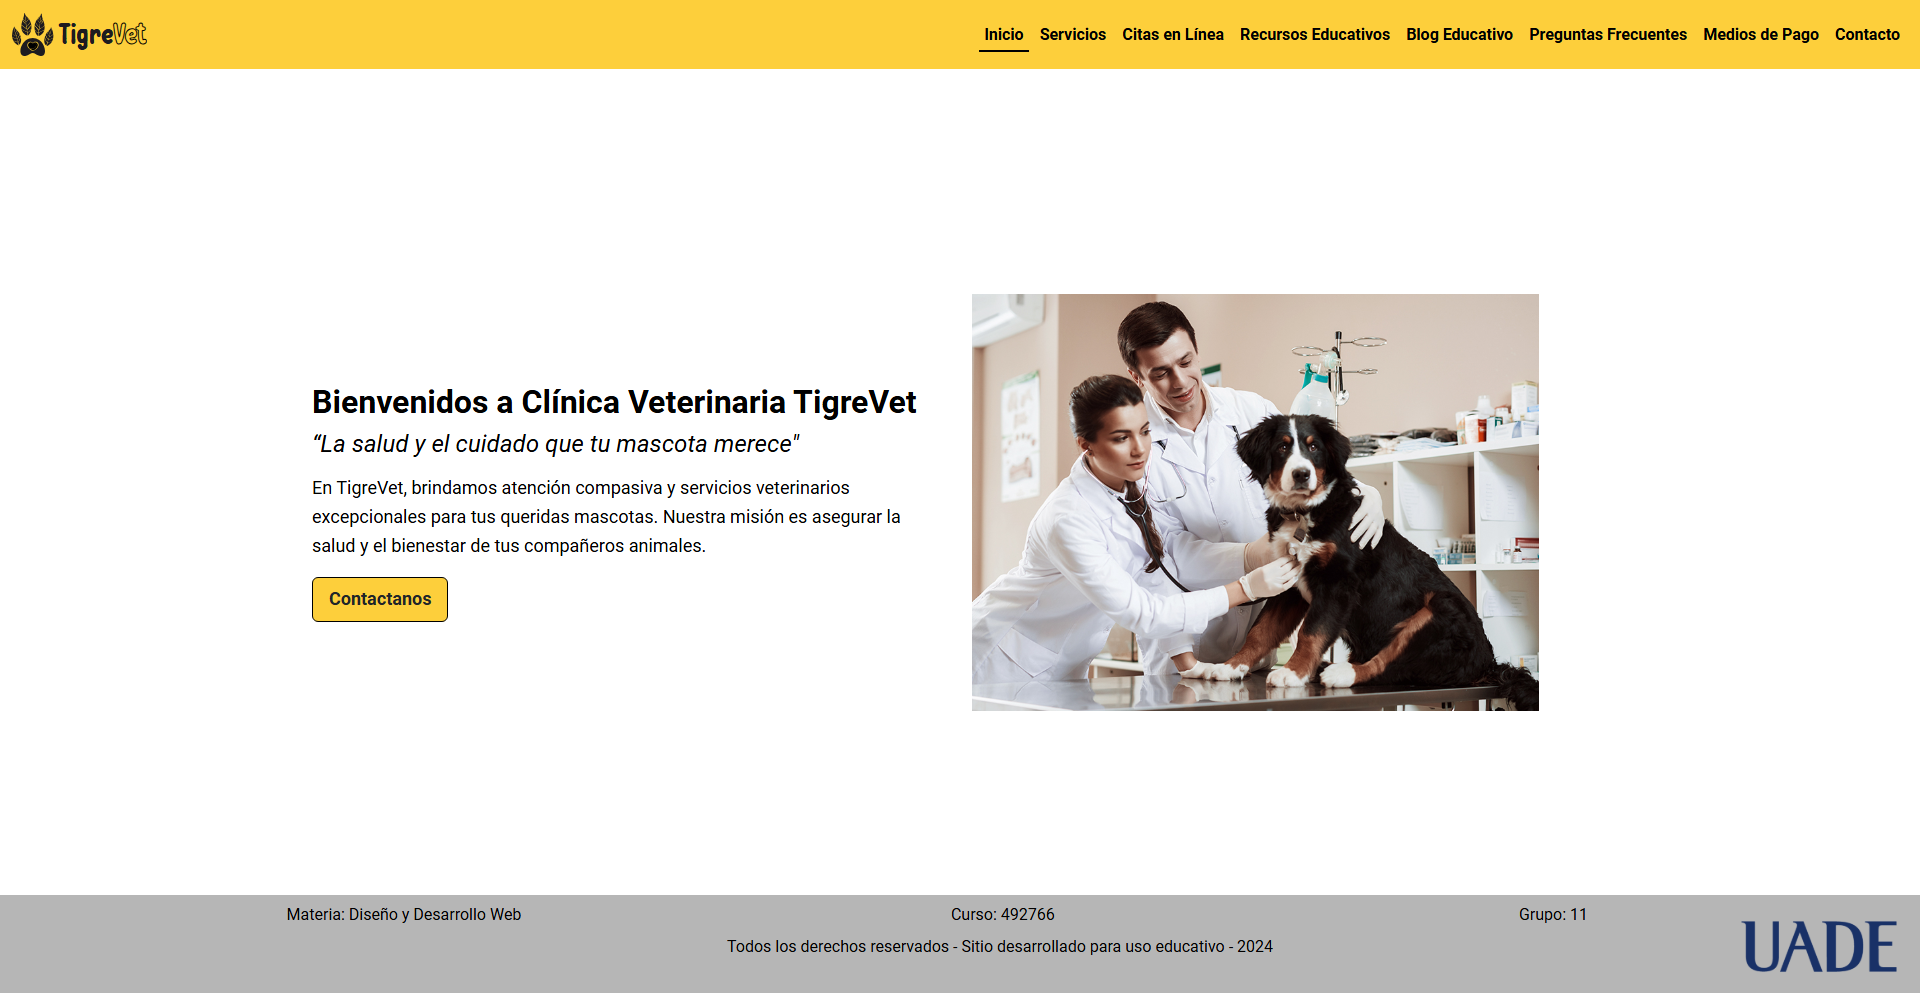 TigreVet
Inicio Servicios Citas en Línea Recursos Educativos Blog Educativo Preguntas Frecuentes Medios de Pago Contacto
Bienvenidos a Clínica Veterinaria TigreVet
“La salud y el cuidado que tu mascota merece"
En TigreVet, brindamos atención compasiva y servicios veterinarios
excepcionales para tus queridas mascotas. Nuestra misión es asegurar la
salud y el bienestar de tus compañeros animales.
Contactanos
Materia: Diseño y Desarrollo Web
Curso: 492766
Grupo: 11
Todos los derechos reservados - Sitio desarrollado para uso educativo - 2024
UADE